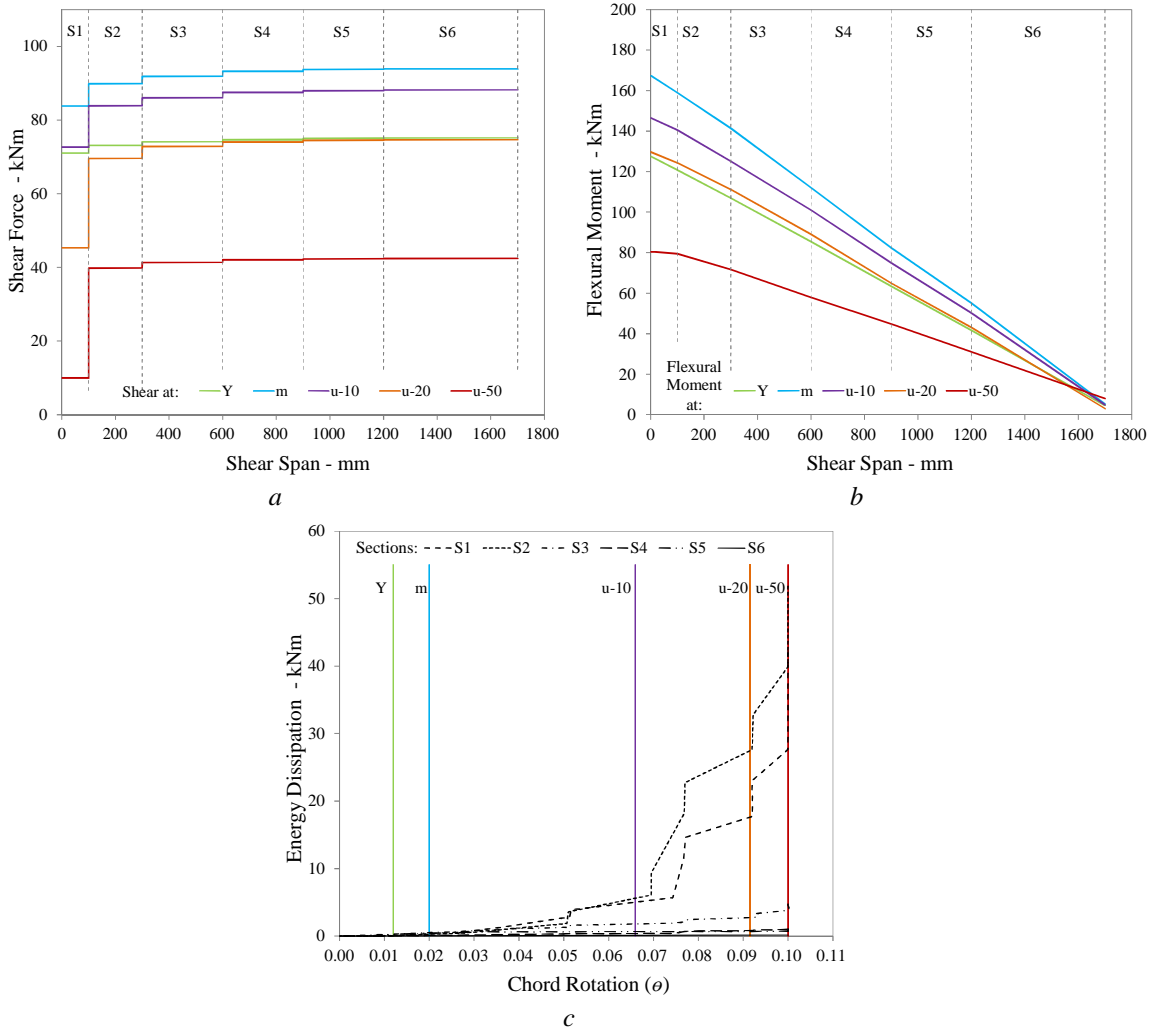 S1 S2 S3 S4 S5 S6
100
80
60
40
20
0
Shear Force - kNm
Shear at: Y m u-10 u-20 u-50
0 200 400 600 800 1000 1200 1400 1600 1800
Shear Span - mm
a
S1 S2 S3 S4 S5 S6
200
180
160
140
120
100
80
60
40
20
0
Flexural Moment - kNm
Flexural
Moment
at:
Y m u-10 u-20 u-50
0 200 400 600 800 1000 1200 1400 1600 1800
Shear Span - mm
b
60
50
40
30
20
10
0
Energy Dissipation - kNm
Sections: S1 S2 S3 S4 S5 S6
Y m u-10 u-20 u-50
0.00 0.01 0.02 0.03 0.04 0.05 0.06 0.07 0.08 0.09 0.10 0.11
Chord Rotation (ɵ)
c